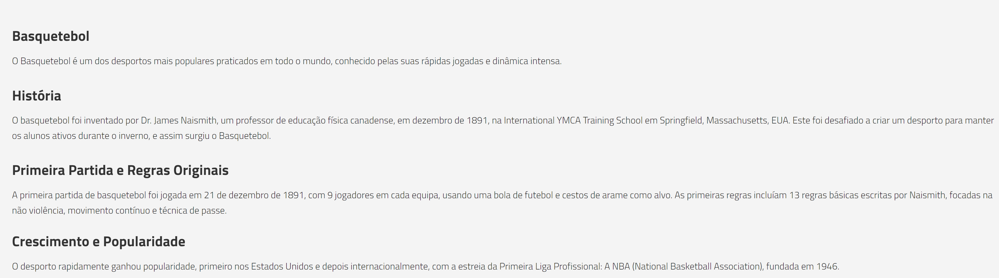 Basquetebol
O Basquetebol é um dos desportos mais populares praticados em todo o mundo, conhecido pelas suas rápidas jogadas e dinâmica intensa.
História
O basquetebol foi inventado por Dr. James Naismith, um professor de educação física canadense, em dezembro de 1891, na International YMCA Training School em Springfield, Massachusetts, EUA. Este foi desafiado a criar um desporto para manter
os alunos ativos durante o inverno, e assim surgiu o Basquetebol.
Primeira Partida e Regras Originais
A primeira partida de basquetebol foi jogada em 21 de dezembro de 1891, com 9 jogadores em cada equipa, usando uma bola de futebol e cestos de arame como alvo. As primeiras regras incluíam 13 regras básicas escritas por Naismith, focadas na
não violência, movimento contínuo e técnica de passe.
Crescimento e Popularidade
O desporto rapidamente ganhou popularidade, primeiro nos Estados Unidos e depois internacionalmente, com a estreia da Primeira Liga Profissional: A NBA (National Basketball Association), fundada em 1946.